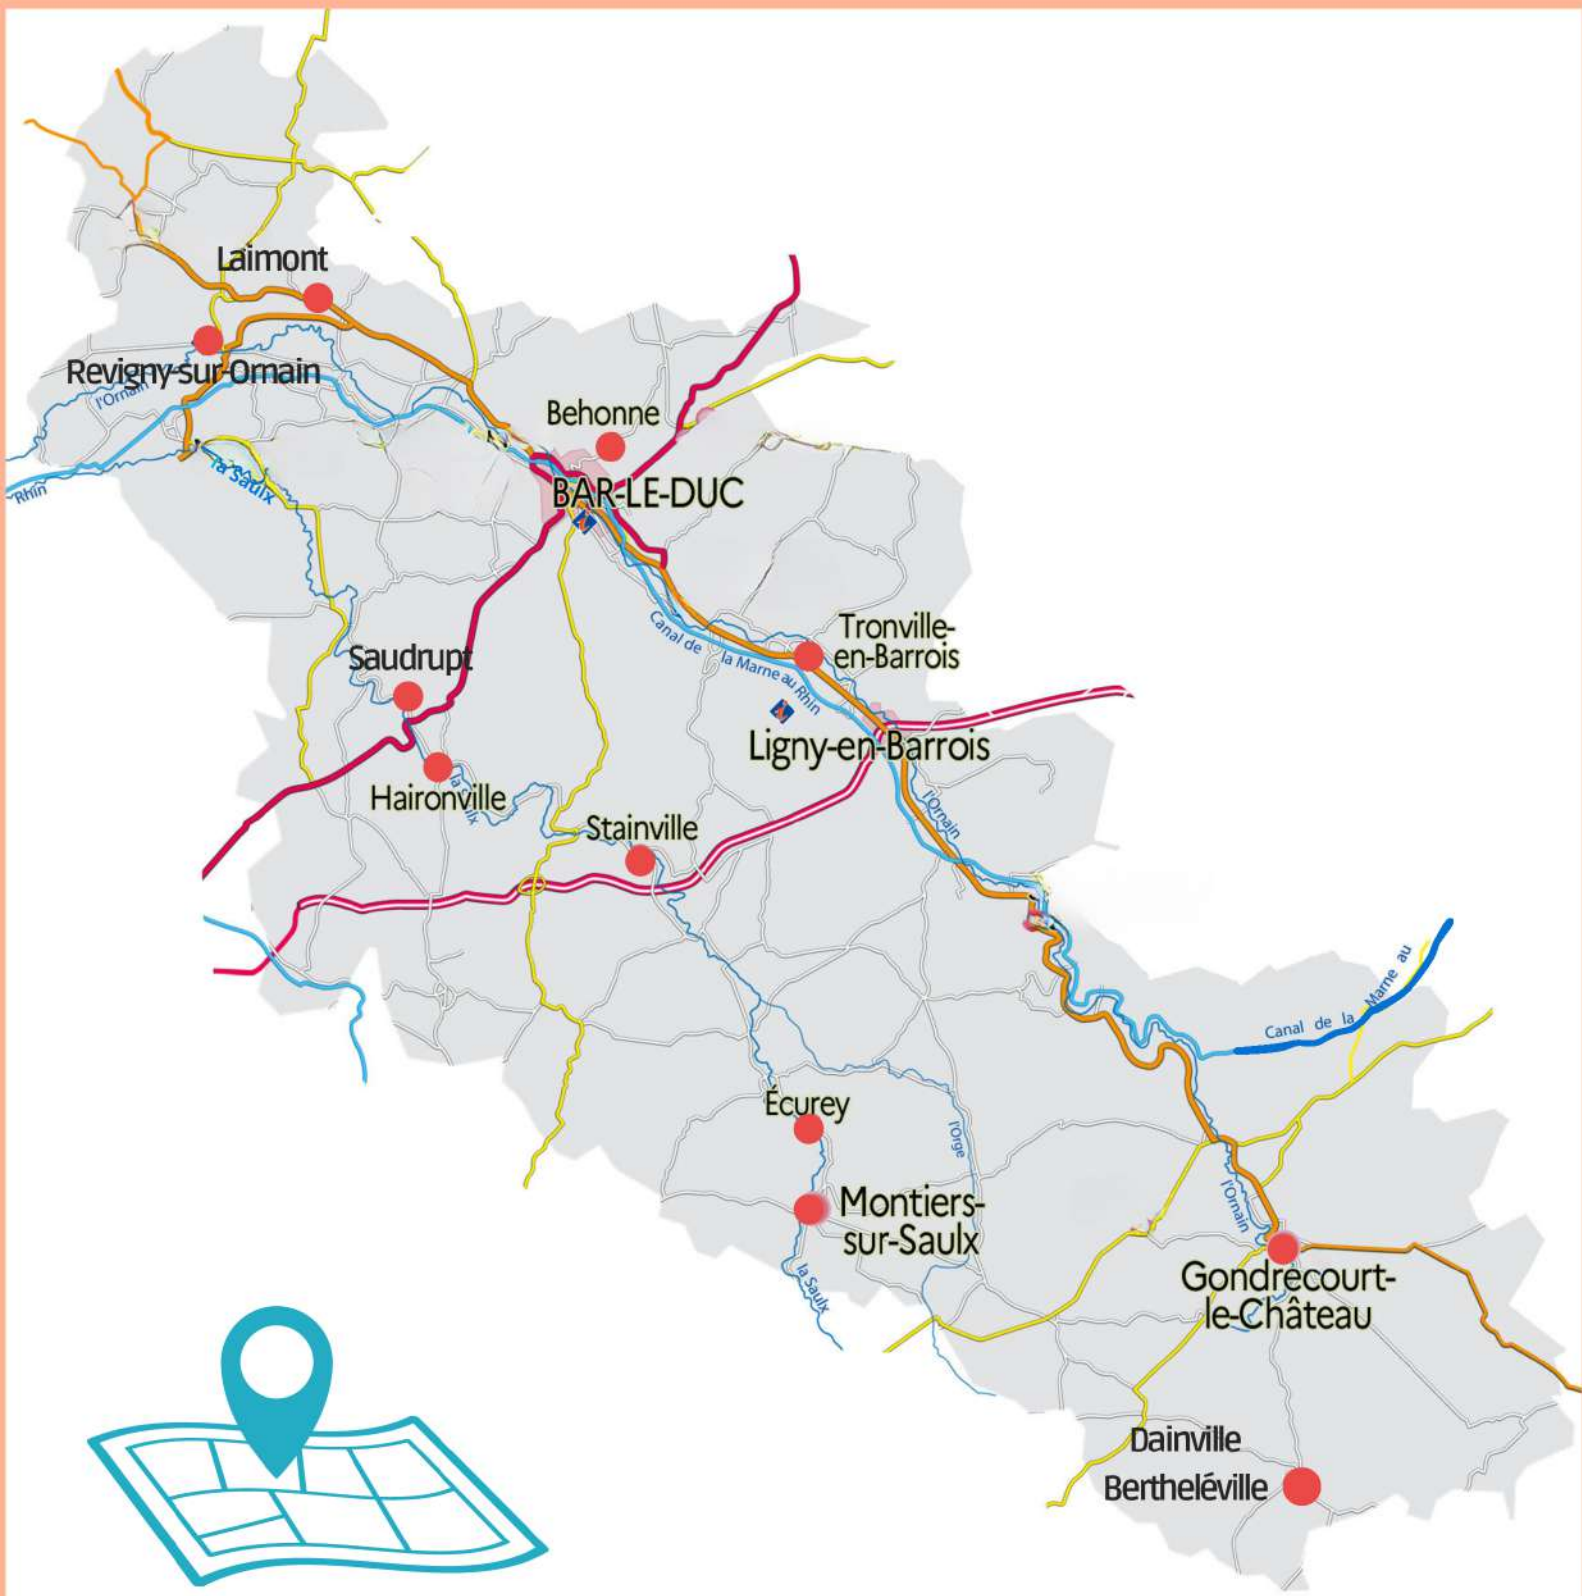 Laimont
Revigny-sur-Ornain
l'Ornain
Behonne
la Saulx
Rhin
BAR-LE-DUC
Canal de la Marne au Rhin
Tronville-
en-Barrois
Saudrupt
Ligny-en-Barrois
Haironville
la Saulx
l'Ornain
Stainville
Canal de la Marne au
Écurey
l'Orge
Montiers-
sur-Saulx
l'Ornain
la Saulx
Gondrecourt-
le-Château
Dainville
Bertheléville